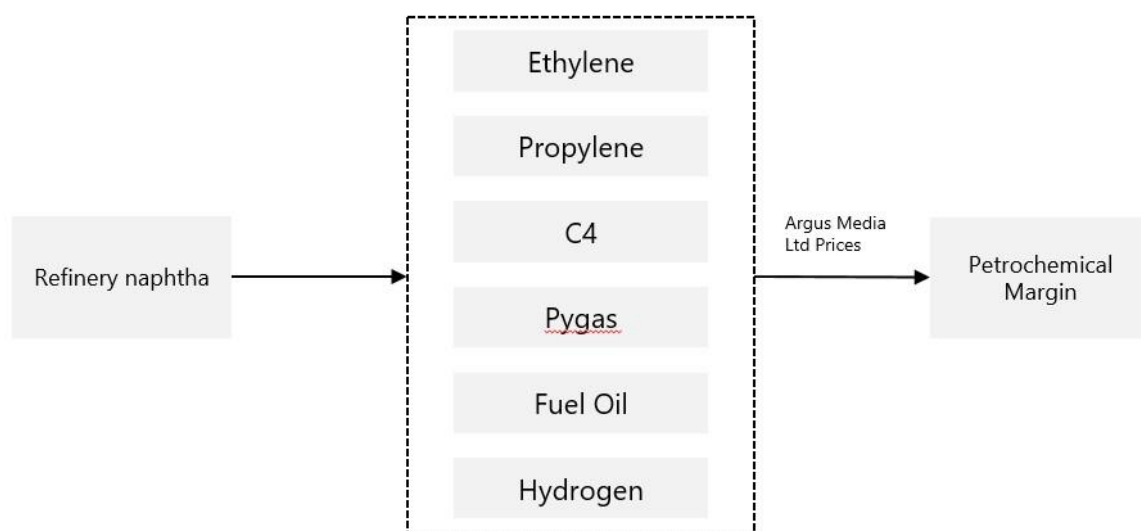 Ethylene
Propylene
C4
Pygas
Fuel Oil
Hydrogen
Refinery naphtha
Argus Media
Ltd Prices
Petrochemical
Margin